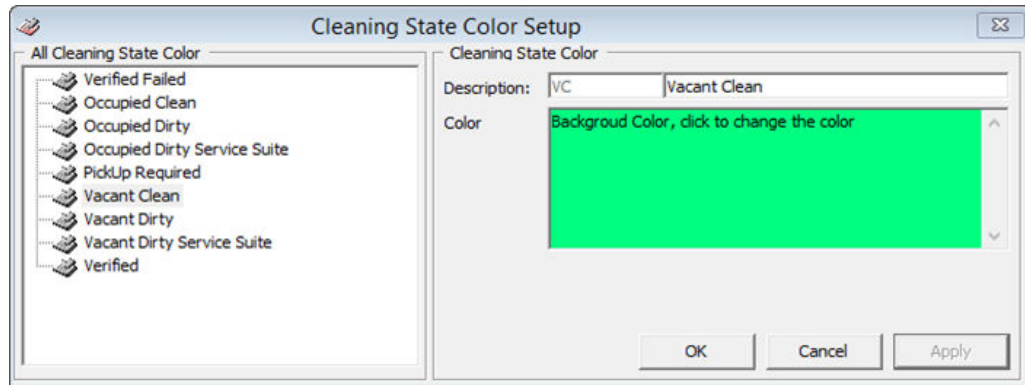 Cleaning State Color Setup
All Cleaning State Color
Verified Failed
Occupied Clean
Occupied Dirty
Occupied Dirty Service Suite
PickUp Required
Vacant Clean
Vacant Dirty
Vacant Dirty Service Suite
Verified
Cleaning State Color
Description: VC Vacant Clean
Color Backgroud Color, click to change the color
OK Cancel Apply